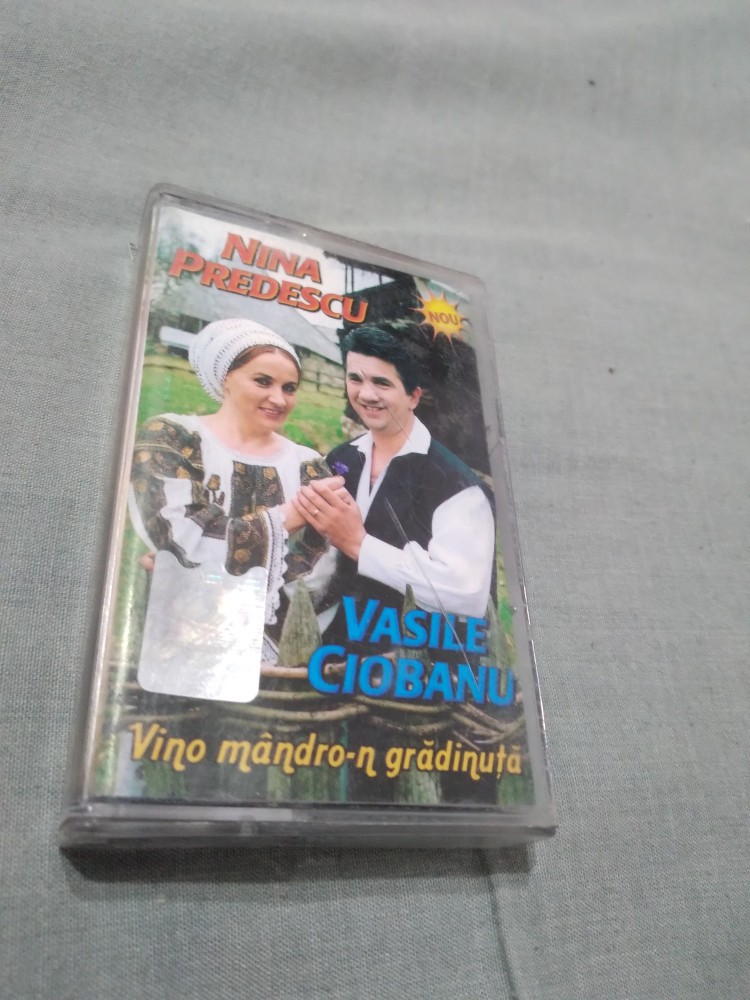 NINA
PREDESCU
NOU
VASILE
CIOBANU
Vino mândro-n grădinuță